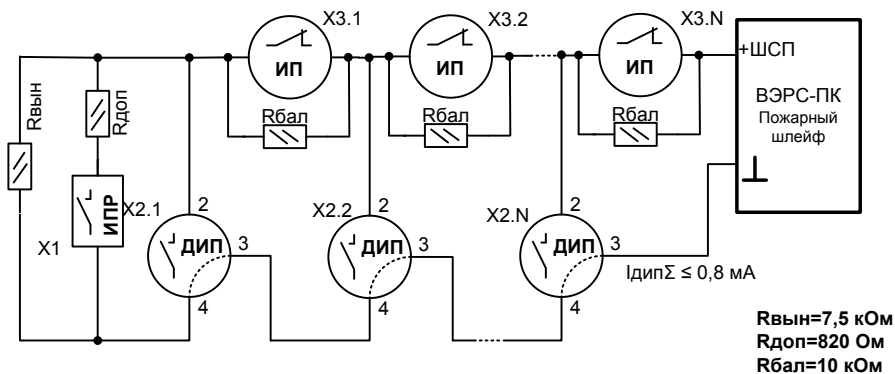 X3.1
X3.2
X3.N
ИП
ИП
ИП
Rбал
Rбал
Rбал
+ШСП
ВЭРС-ПК
Пожарный
шлейф
Rвын
Rдоп
ИПР
X1
X2.1
X2.2
X2.N
2
ДИП
3
4
2
ДИП
3
4
2
ДИП
3
4
IдипΣ ≤ 0,8 мА
Rвын=7,5 кОм
Rдоп=820 Ом
Rбал=10 кОм